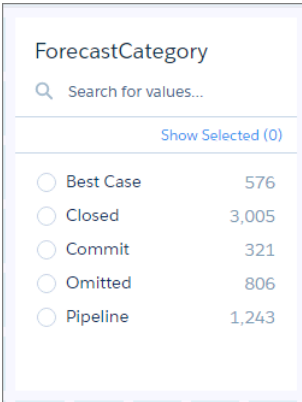 ForecastCategory
Search for values...
Show Selected (0)
Best Case 576
Closed 3,005
Commit 321
Omitted 806
Pipeline 1,243